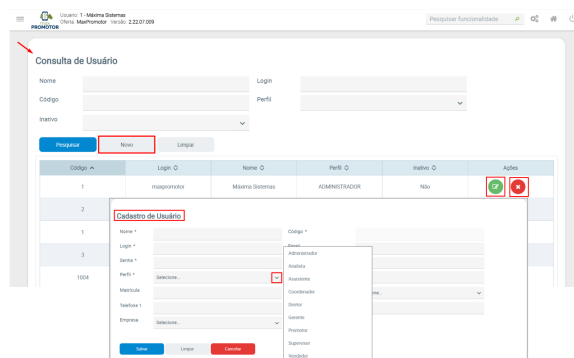 Usuario: 1 - Máxima Sistemas
Oferta: MaxPromotor Versão: 2.22.07.009
PROMOTOR
Pesquisar funcionalidade
Consulta de Usuário
Nome
Login
Código
Perfil
Inativo
Pesquisar
Novo
Limpar
Código
Login
Nome
Perfil
Inativo
Ações
1
maxpromotor
Máxima Sistemas
ADMINISTRADOR
Não
2
1
3
1004
Cadastro de Usuário
Nome *
Código *
Login *
Email
Senha *
Perfil *
Selecione...
Matrícula
Telefone 1
Empresa
Selecione...
Administrador
Analista
Assistente
Coordenador
Diretor
Gerente
Promotor
Supervisor
Vendedor
Salvar
Limpar
Cancelar